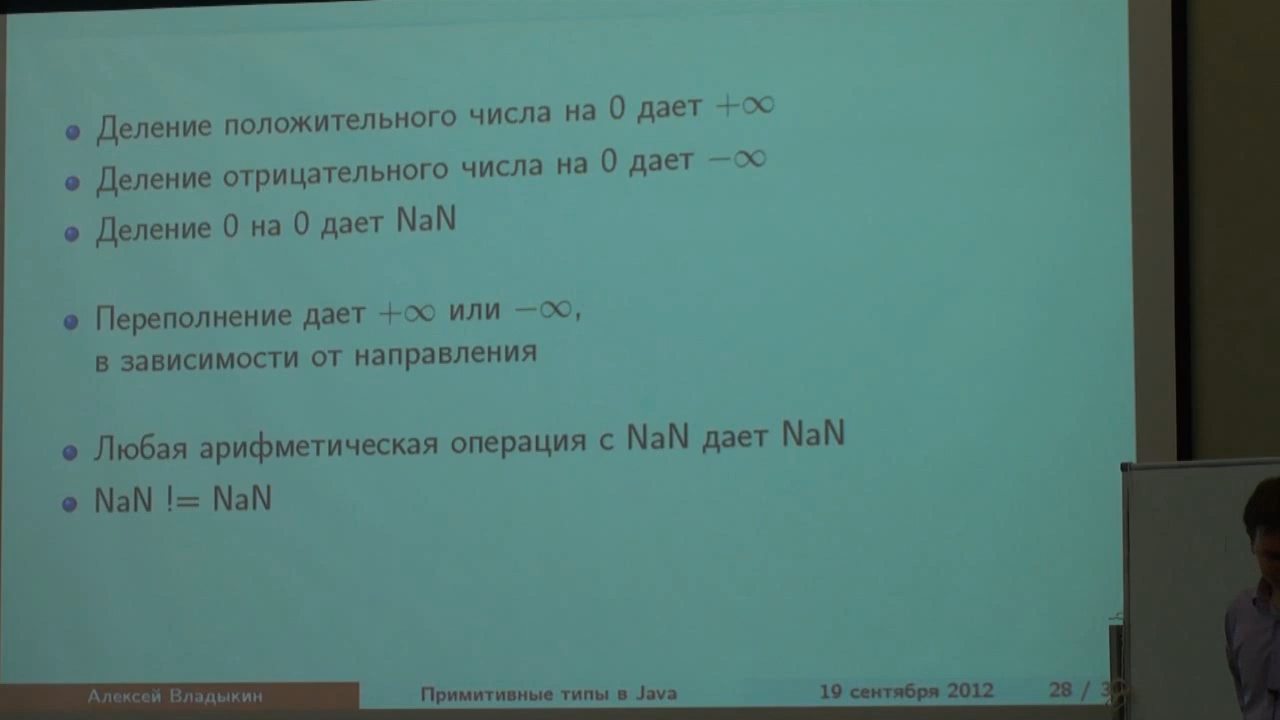 Деление положительного числа на 0 дает +∞
Деление отрицательного числа на 0 дает −∞
Деление 0 на 0 дает NaN
Переполнение дает +∞ или −∞,
в зависимости от направления
Любая арифметическая операция с NaN дает NaN
NaN != NaN
Алексей Владыкин Примитивные типы в Java 19 сентября 2012 28 /